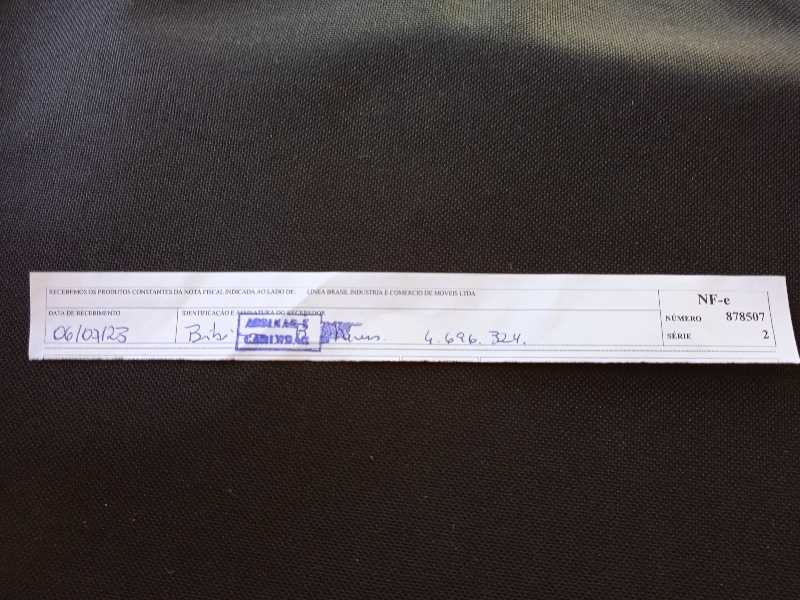 RECEBEMOS OS PRODUTOS CONSTANTES DA NOTA FISCAL INDICADA AO LADO DE: LINEA BRASIL INDUSTRIA E COMERCIO DE MOVEIS LTDA
NF-e
DATA DE RECEBIMENTO IDENTIFICAÇÃO E ASSINATURA DO RECEBEDOR
NÚMERO 878507
06/07/23 4.696.324.
SÉRIE 2